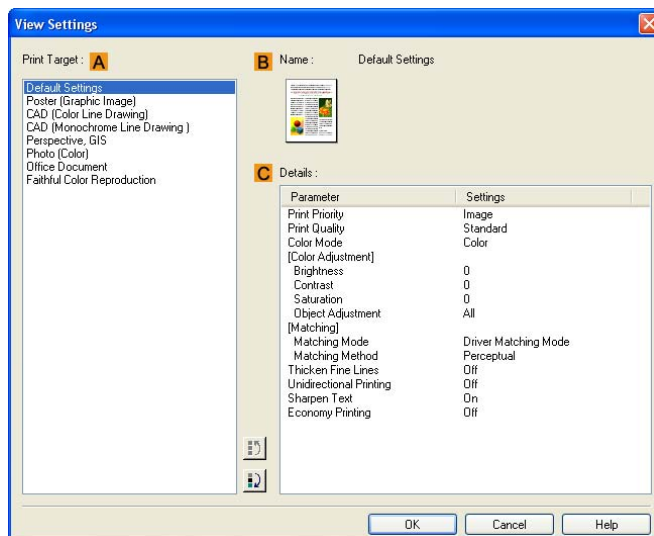 View Settings
Print Target : A
Default Settings
Poster (Graphic Image)
CAD (Color Line Drawing)
CAD (Monochrome Line Drawing )
Perspective, GIS
Photo (Color)
Office Document
Faithful Color Reproduction
B Name : Default Settings
C Details :
Parameter Settings
Print Priority Image
Print Quality Standard
Color Mode Color
[Color Adjustment]
Brightness 0
Contrast 0
Saturation 0
Object Adjustment All
[Matching]
Matching Mode Driver Matching Mode
Matching Method Perceptual
Thicken Fine Lines Off
Unidirectional Printing Off
Sharpen Text On
Economy Printing Off
OK Cancel Help